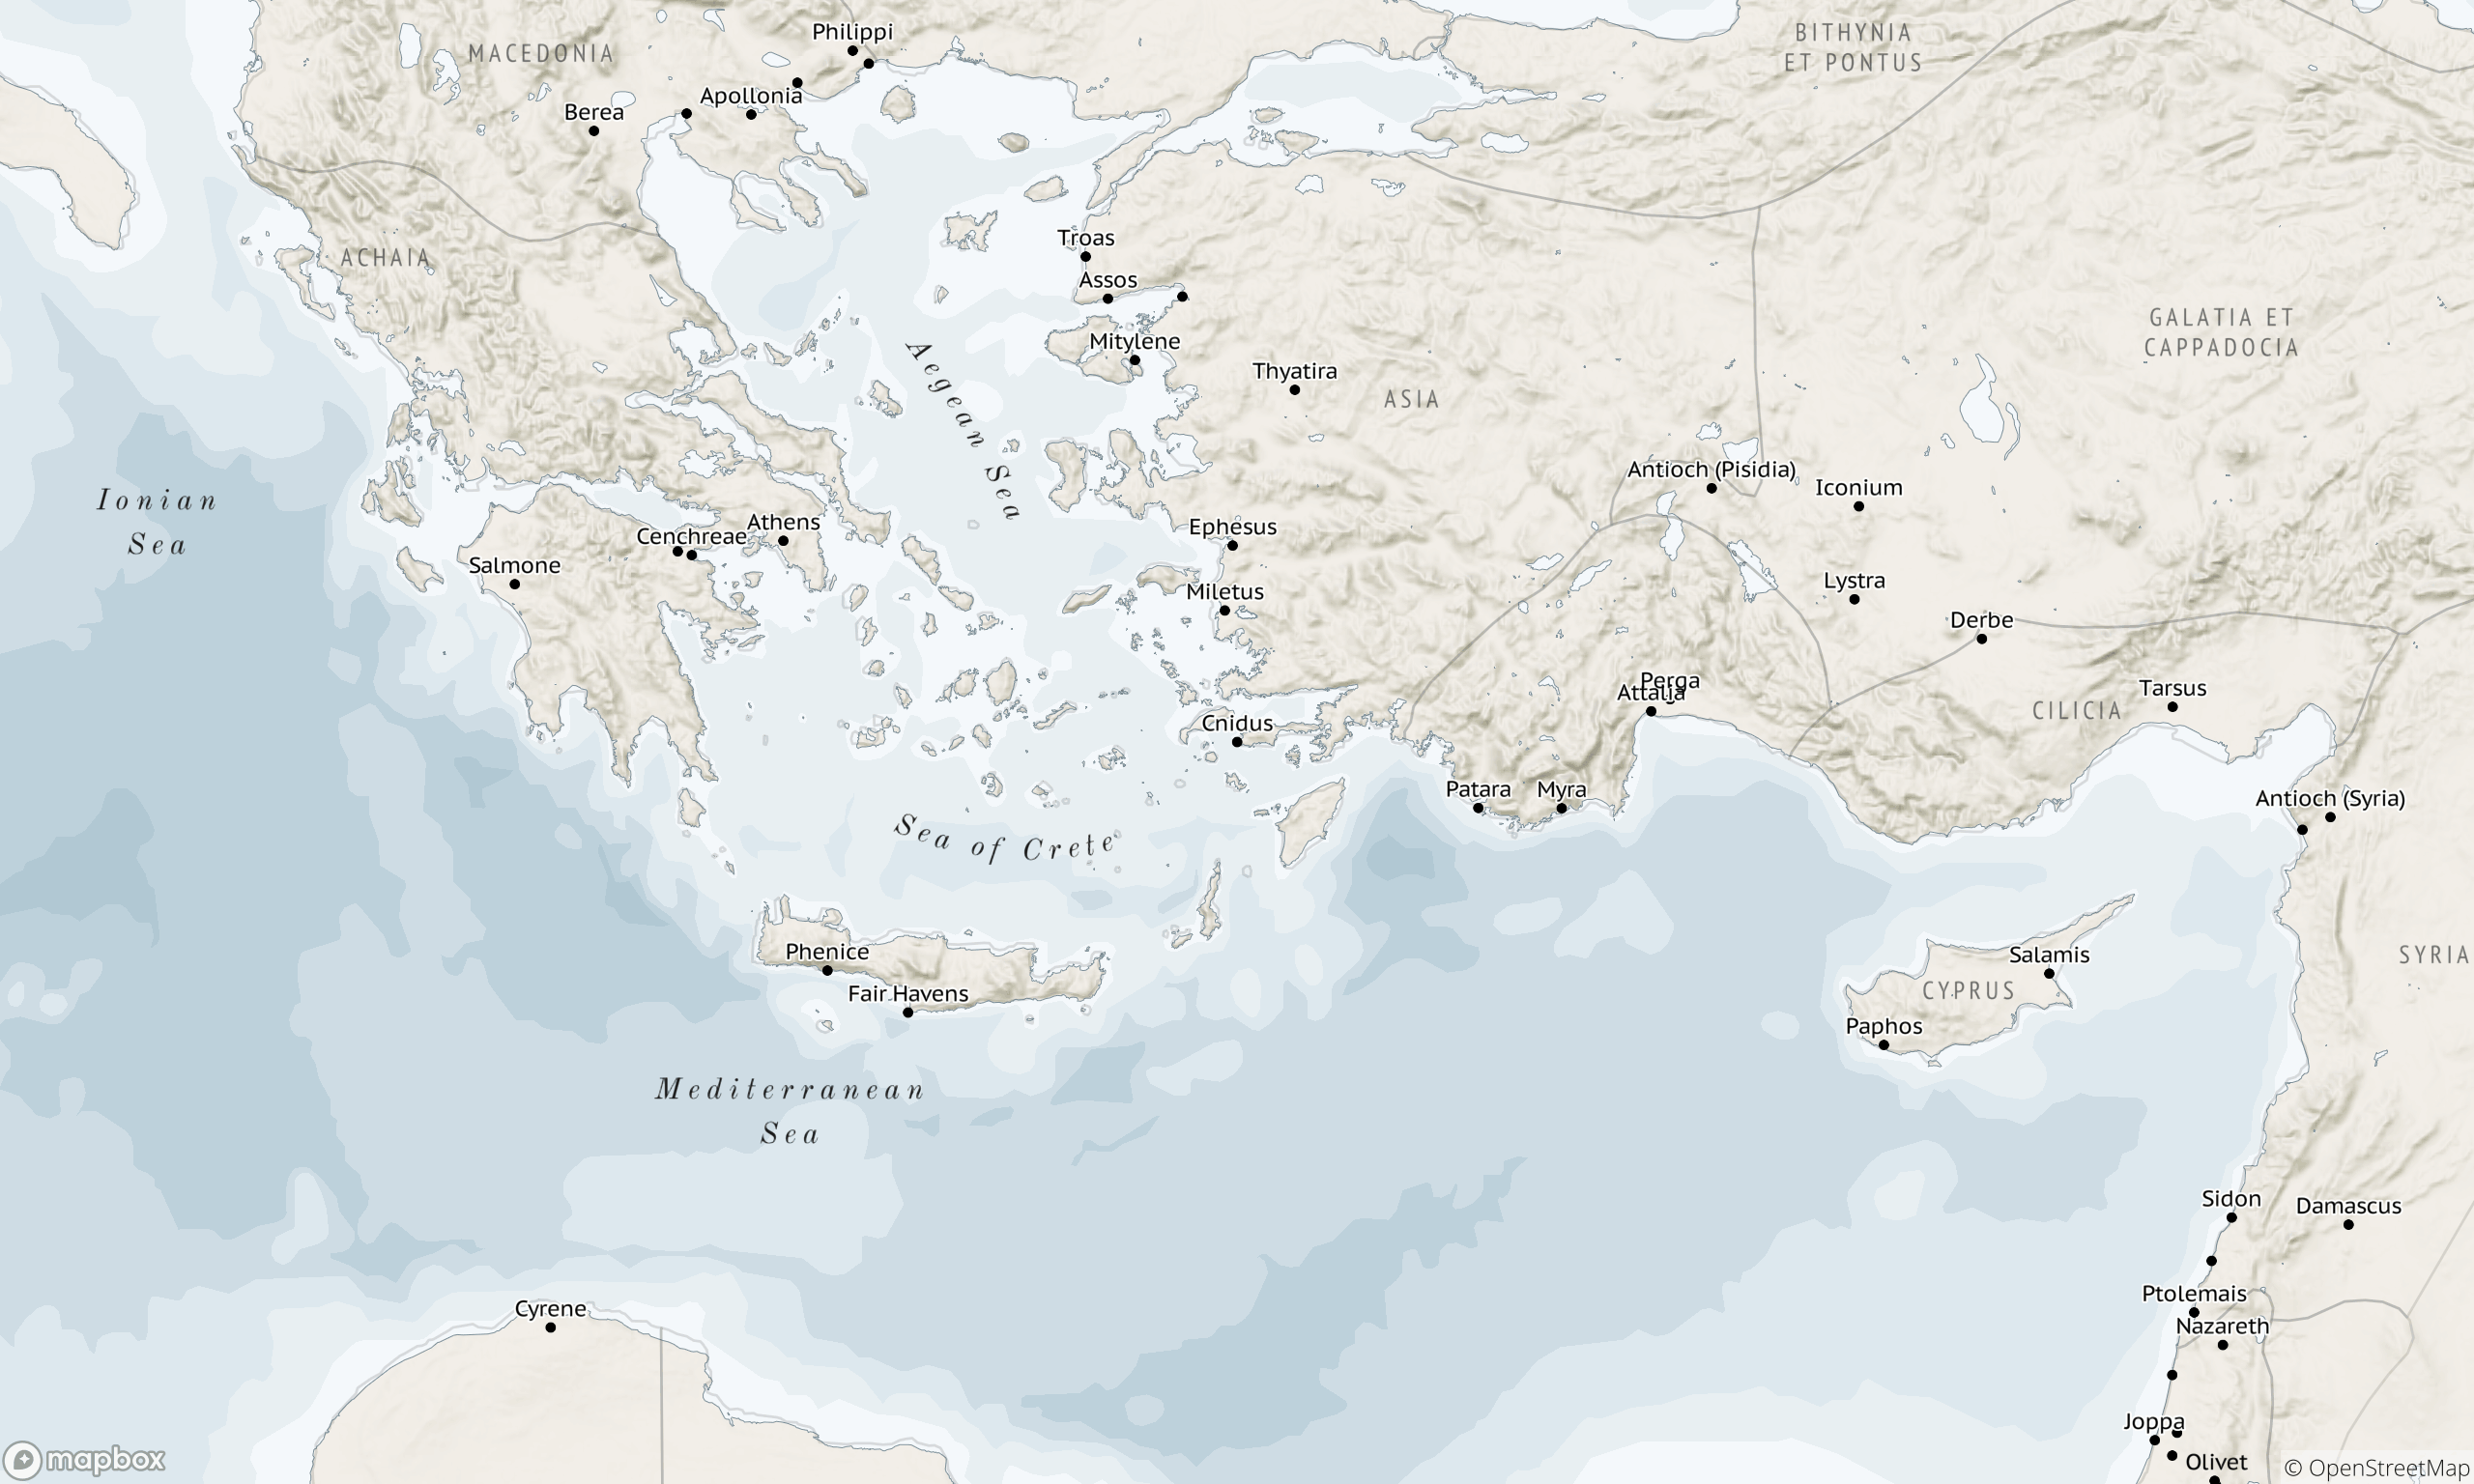 Philippi
BITHYNIA
ET PONTUS
MACEDONIA
Apollonia
Berea
Troas
ACHAIA
Assos
GALATIA ET
CAPPADOCIA
Mitylene
Thyatira
ASIA
Aegean Sea
Antioch (Pisidia)
Iconium
Ionian
Sea
Athens
Ephesus
Cenchreae
Salmone
Lystra
Miletus
Derbe
Perga
Attalia
Tarsus
CILICIA
Cnidus
Patara
Myra
Antioch (Syria)
Sea of Crete
Phenice
Salamis
SYRIA
Fair Havens
CYPRUS
Paphos
Mediterranean
Sea
Sidon
Damascus
Ptolemais
Cyrene
Nazareth
Joppa
Olivet
mapbox
© OpenStreetMap